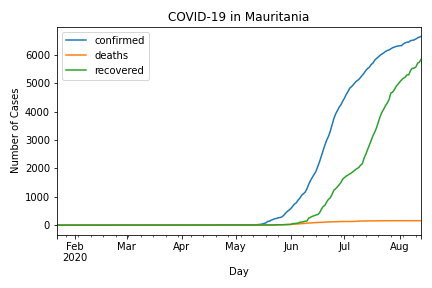 COVID-19 in Mauritania
confirmed
deaths
recovered
Number of Cases
6000
5000
4000
3000
2000
1000
0
Feb Mar Apr May Jun Jul Aug
2020
Day